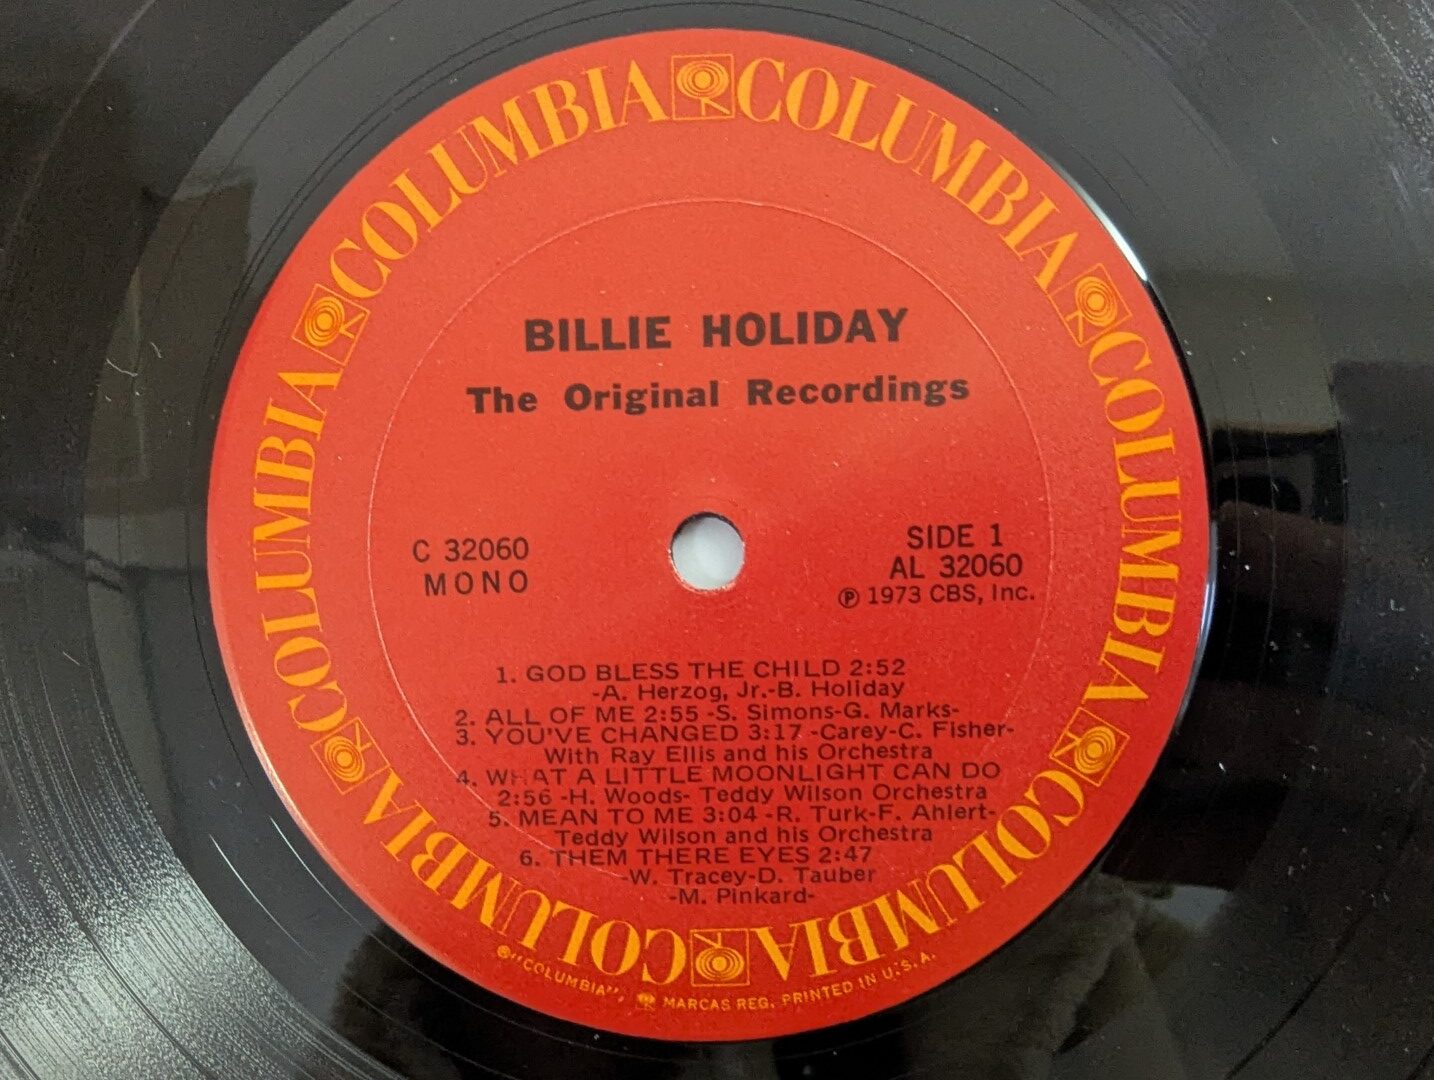 COLUMBIA COLUMBIA COLUMBIA COLUMBIA COLUMBIA COLUMBIA
BILLIE HOLIDAY
The Original Recordings
C 32060
MONO
SIDE 1
AL 32060
Ⓟ 1973 CBS, Inc.
1. GOD BLESS THE CHILD 2:52
-A. Herzog, Jr.-B. Holiday
2. ALL OF ME 2:55 -S. Simons-G. Marks-
3. YOU'VE CHANGED 3:17 -Carey-C. Fisher-
With Ray Ellis and his Orchestra
4. WHAT A LITTLE MOONLIGHT CAN DO
2:56 -H. Woods- Teddy Wilson Orchestra
5. MEAN TO ME 3:04 -R. Turk-F. Ahlert-
Teddy Wilson and his Orchestra
6. THEM THERE EYES 2:47
-W. Tracey-D. Tauber
-M. Pinkard-
®"COLUMBIA", MARCAS REG. PRINTED IN U.S.A.